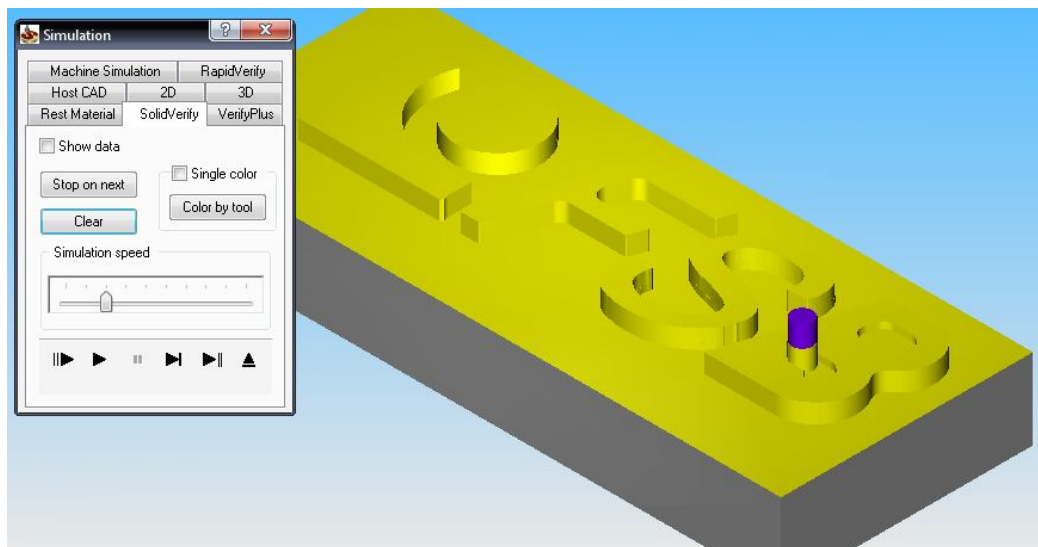 Simulation
Machine Simulation RapidVerify
Host CAD 2D 3D
Rest Material SolidVerify VerifyPlus
Show data
Stop on next
Single color
Clear
Color by tool
Simulation speed